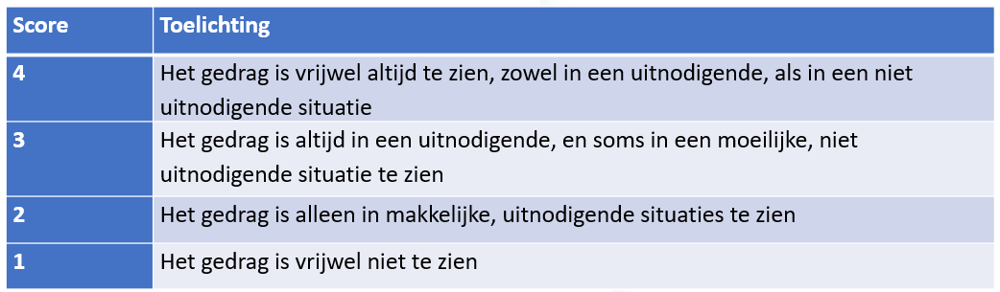 Score Toelichting
4 Het gedrag is vrijwel altijd te zien, zowel in een uitnodigende, als in een niet
uitnodigende situatie
3 Het gedrag is altijd in een uitnodigende, en soms in een moeilijke, niet
uitnodigende situatie te zien
2 Het gedrag is alleen in makkelijke, uitnodigende situaties te zien
1 Het gedrag is vrijwel niet te zien